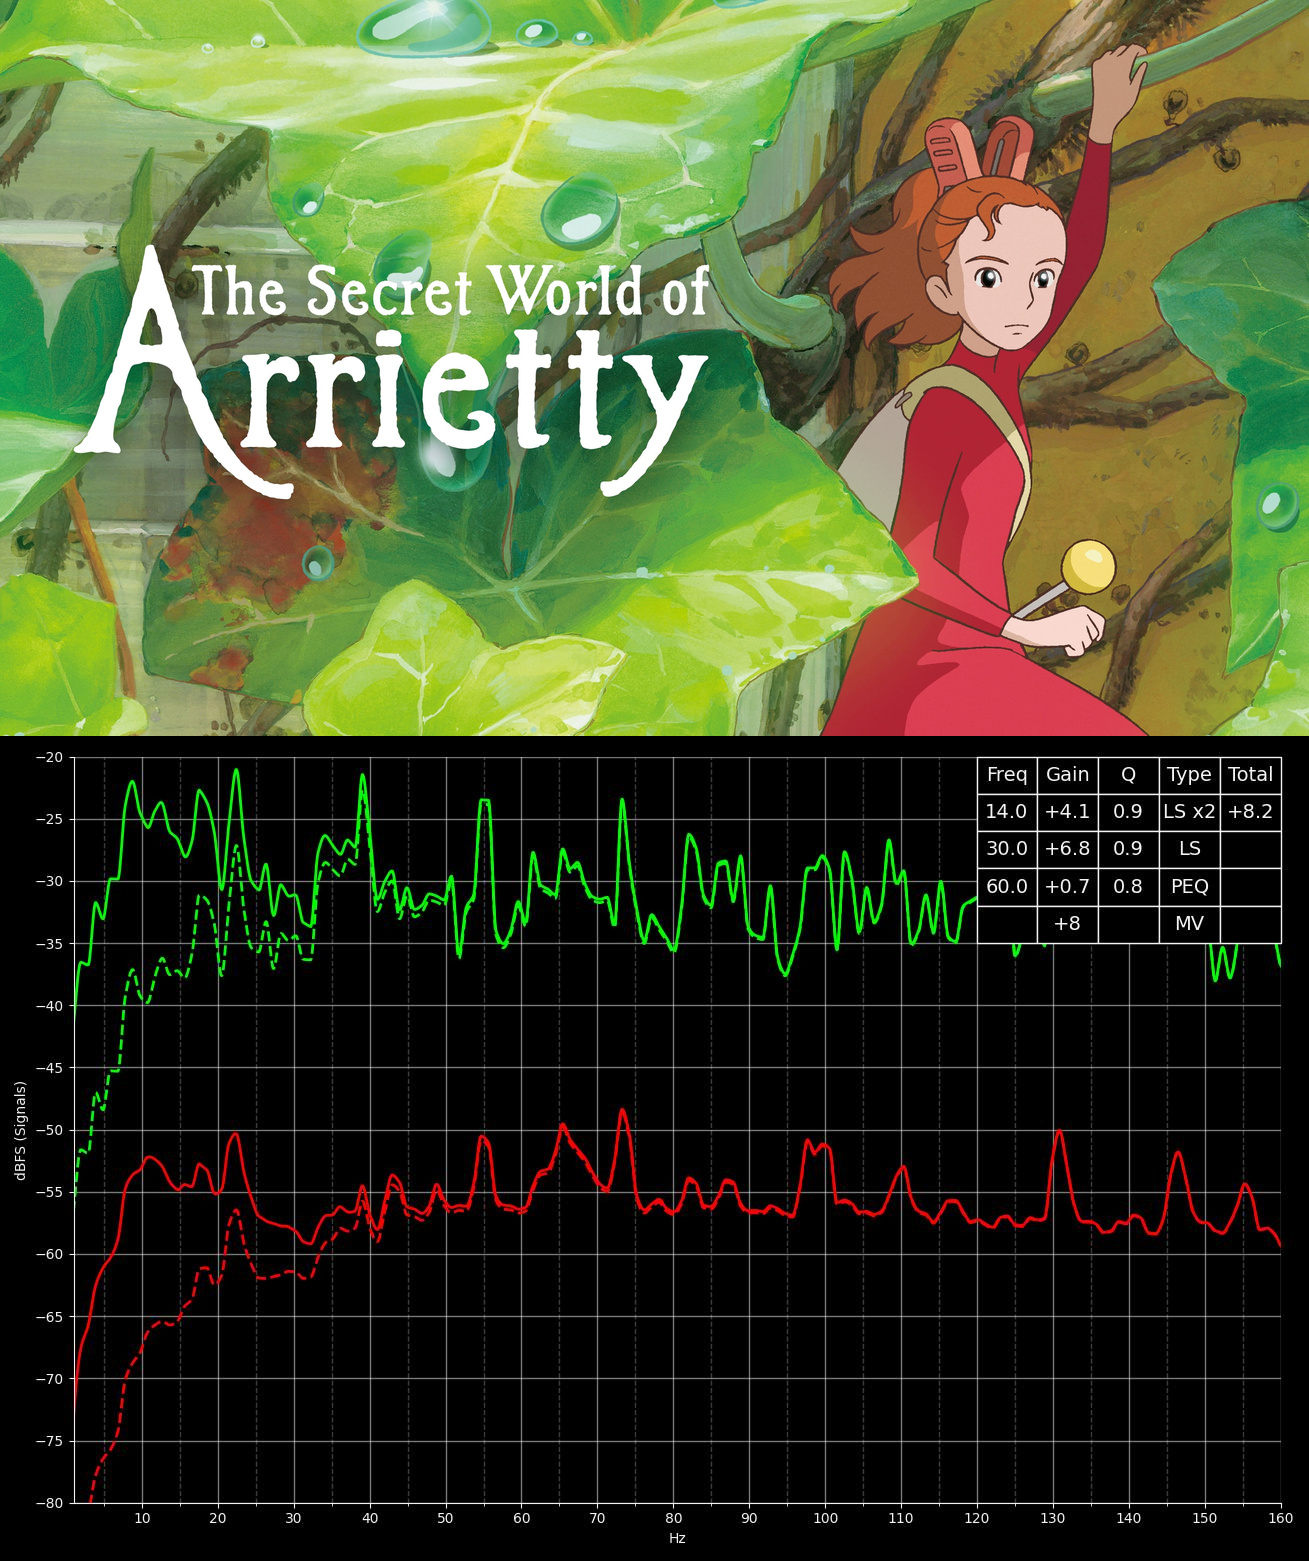 The Secret World of
Arrietty
Freq Gain Q Type Total
14.0 +4.1 0.9 LS x2 +8.2
30.0 +6.8 0.9 LS
60.0 +0.7 0.8 PEQ
+8 MV
−20
−25
−30
−35
−40
−45
−50
−55
−60
−65
−70
−75
−80
dBFS (Signals)
10 20 30 40 50 60 70 80 90 100 110 120 130 140 150 160
Hz